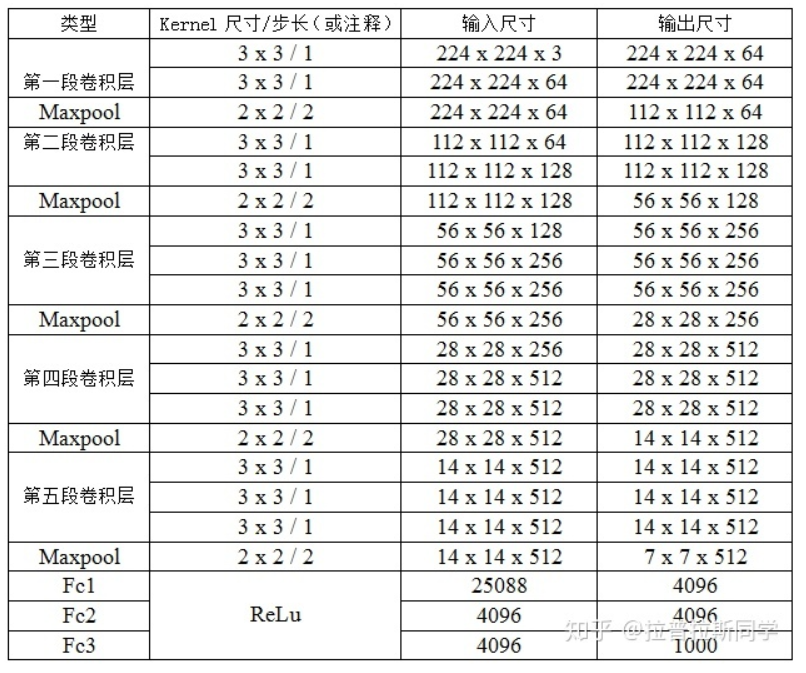 类型 Kernel 尺寸/步长(或注释) 输入尺寸 输出尺寸
3 x 3 / 1 224 x 224 x 3 224 x 224 x 64
第一段卷积层 3 x 3 / 1 224 x 224 x 64 224 x 224 x 64
Maxpool 2 x 2 / 2 224 x 224 x 64 112 x 112 x 64
第二段卷积层 3 x 3 / 1 112 x 112 x 64 112 x 112 x 128
3 x 3 / 1 112 x 112 x 128 112 x 112 x 128
Maxpool 2 x 2 / 2 112 x 112 x 128 56 x 56 x 128
3 x 3 / 1 56 x 56 x 128 56 x 56 x 256
第三段卷积层 3 x 3 / 1 56 x 56 x 256 56 x 56 x 256
3 x 3 / 1 56 x 56 x 256 56 x 56 x 256
Maxpool 2 x 2 / 2 56 x 56 x 256 28 x 28 x 256
3 x 3 / 1 28 x 28 x 256 28 x 28 x 512
第四段卷积层 3 x 3 / 1 28 x 28 x 512 28 x 28 x 512
3 x 3 / 1 28 x 28 x 512 28 x 28 x 512
Maxpool 2 x 2 / 2 28 x 28 x 512 14 x 14 x 512
3 x 3 / 1 14 x 14 x 512 14 x 14 x 512
第五段卷积层 3 x 3 / 1 14 x 14 x 512 14 x 14 x 512
3 x 3 / 1 14 x 14 x 512 14 x 14 x 512
Maxpool 2 x 2 / 2 14 x 14 x 512 7 x 7 x 512
Fc1 25088 4096
Fc2 ReLu 4096 4096
Fc3 4096 1000
知乎 @拉普拉斯同学